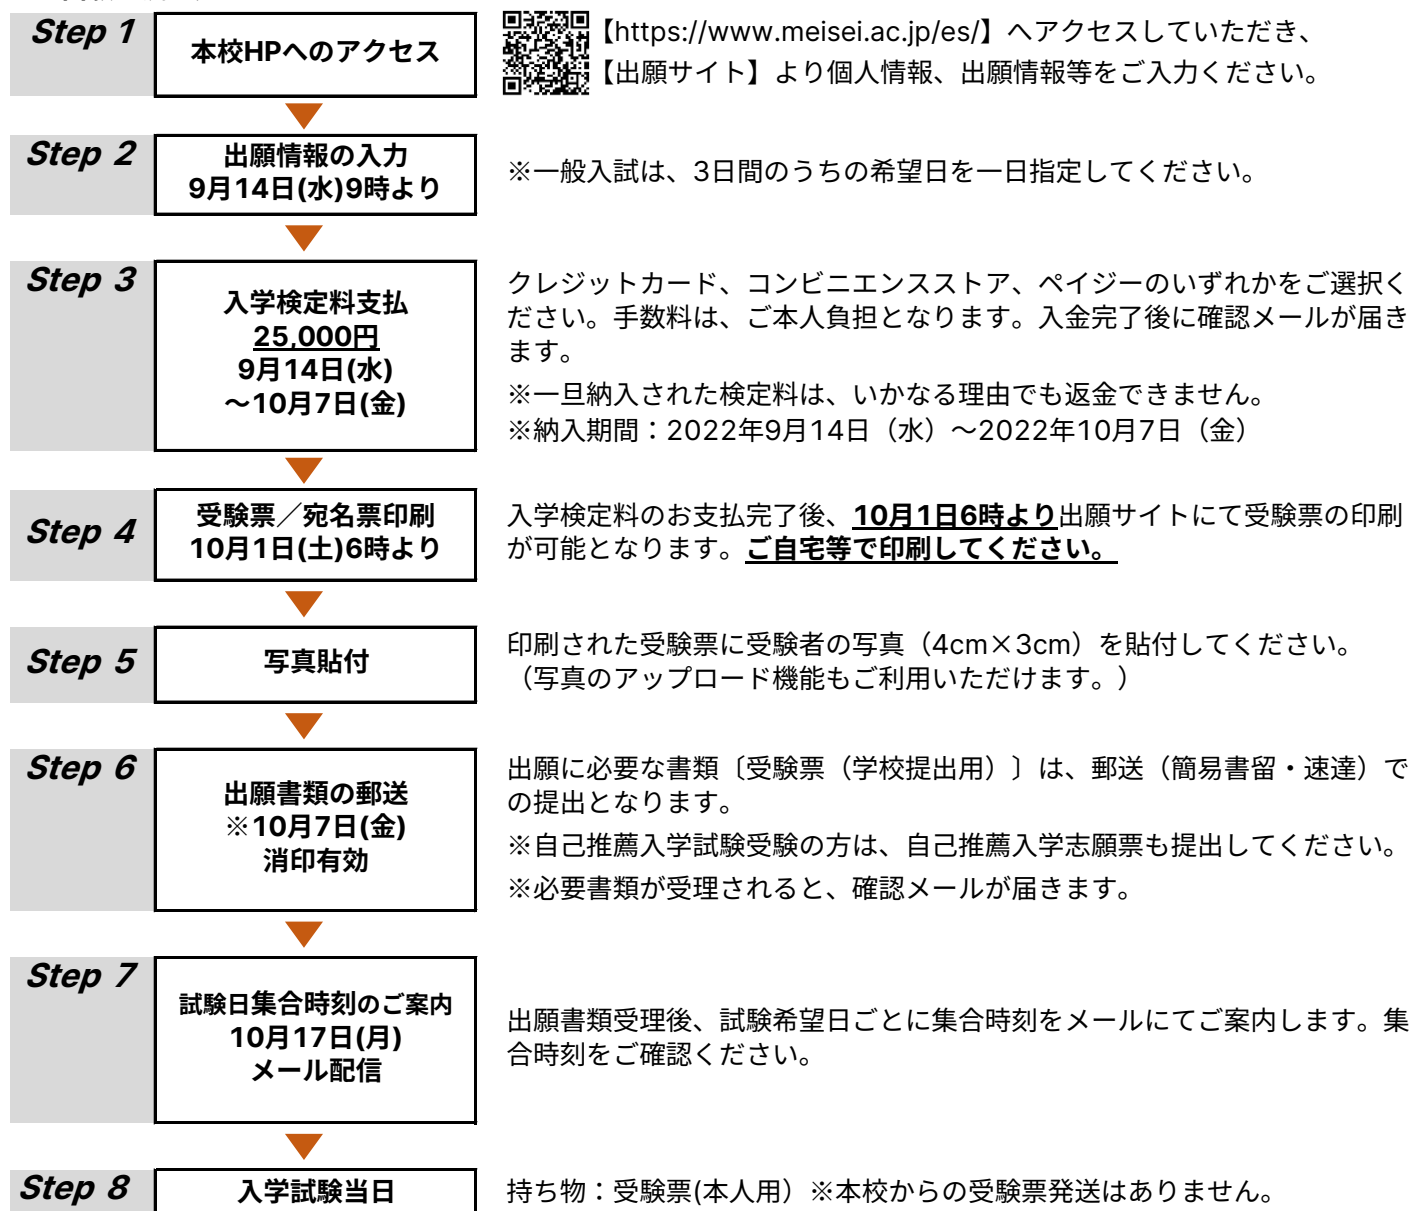 Step 1
本校HPへのアクセス
【https://www.meisei.ac.jp/es/】へアクセスしていただき、
【出願サイト】より個人情報、出願情報等をご入力ください。
Step 2
出願情報の入力
9月14日(水)9時より
※一般入試は、3日間のうちの希望日を一日指定してください。
Step 3
入学検定料支払
25,000円
9月14日(水)
～10月7日(金)
クレジットカード、コンビニエンスストア、ペイジーのいずれかをご選択く
ださい。手数料は、ご本人負担となります。入金完了後に確認メールが届き
ます。
※一旦納入された検定料は、いかなる理由でも返金できません。
※納入期間：2022年9月14日（水）～2022年10月7日（金）
Step 4
受験票／宛名票印刷
10月1日(土)6時より
入学検定料のお支払完了後、10月1日6時より出願サイトにて受験票の印刷
が可能となります。ご自宅等で印刷してください。
Step 5
写真貼付
印刷された受験票に受験者の写真（4cm×3cm）を貼付してください。
（写真のアップロード機能もご利用いただけます。）
Step 6
出願書類の郵送
※10月7日(金)
消印有効
出願に必要な書類〔受験票（学校提出用）〕は、郵送（簡易書留・速達）で
の提出となります。
※自己推薦入学試験受験の方は、自己推薦入学志願票も提出してください。
※必要書類が受理されると、確認メールが届きます。
Step 7
試験日集合時刻のご案内
10月17日(月)
メール配信
出願書類受理後、試験希望日ごとに集合時刻をメールにてご案内します。集
合時刻をご確認ください。
Step 8
入学試験当日
持ち物：受験票(本人用）※本校からの受験票発送はありません。